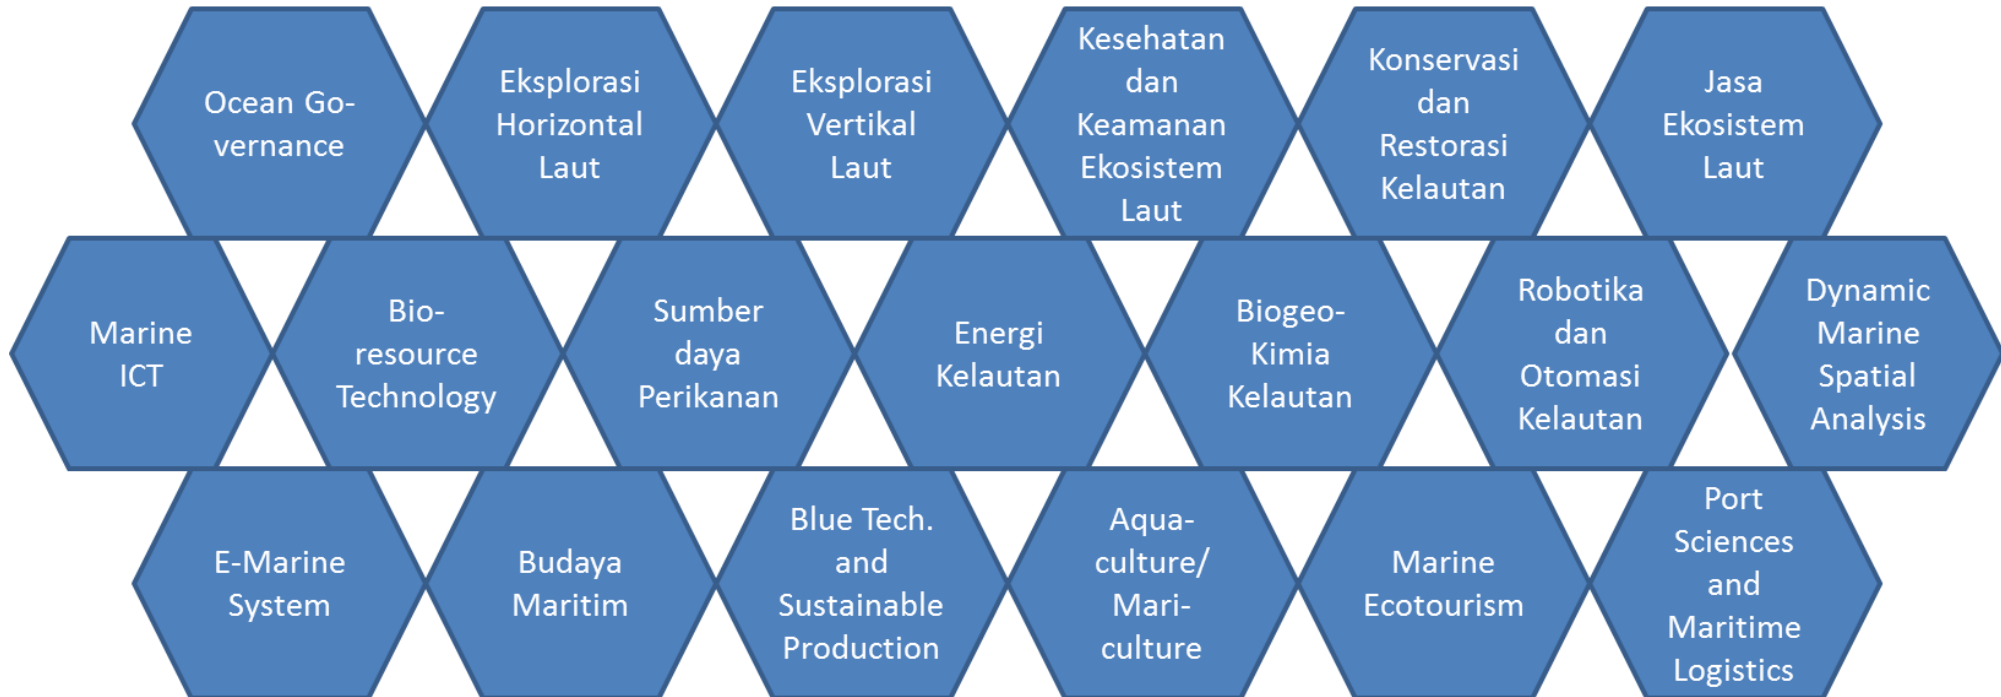 Ocean Go-
vernance
Eksplorasi
Horizontal
Laut
Eksplorasi
Vertikal
Laut
Kesehatan
dan
Keamanan
Ekosistem
Laut
Konservasi
dan
Restorasi
Kelautan
Jasa
Ekosistem
Laut
Marine
ICT
Bio-
resource
Technology
Sumber
daya
Perikanan
Energi
Kelautan
Biogeo-
Kimia
Kelautan
Robotika
dan
Otomasi
Kelautan
Dynamic
Marine
Spatial
Analysis
E-Marine
System
Budaya
Maritim
Blue Tech.
and
Sustainable
Production
Aqua-
culture/
Mari-
culture
Marine
Ecotourism
Port
Sciences
and
Maritime
Logistics